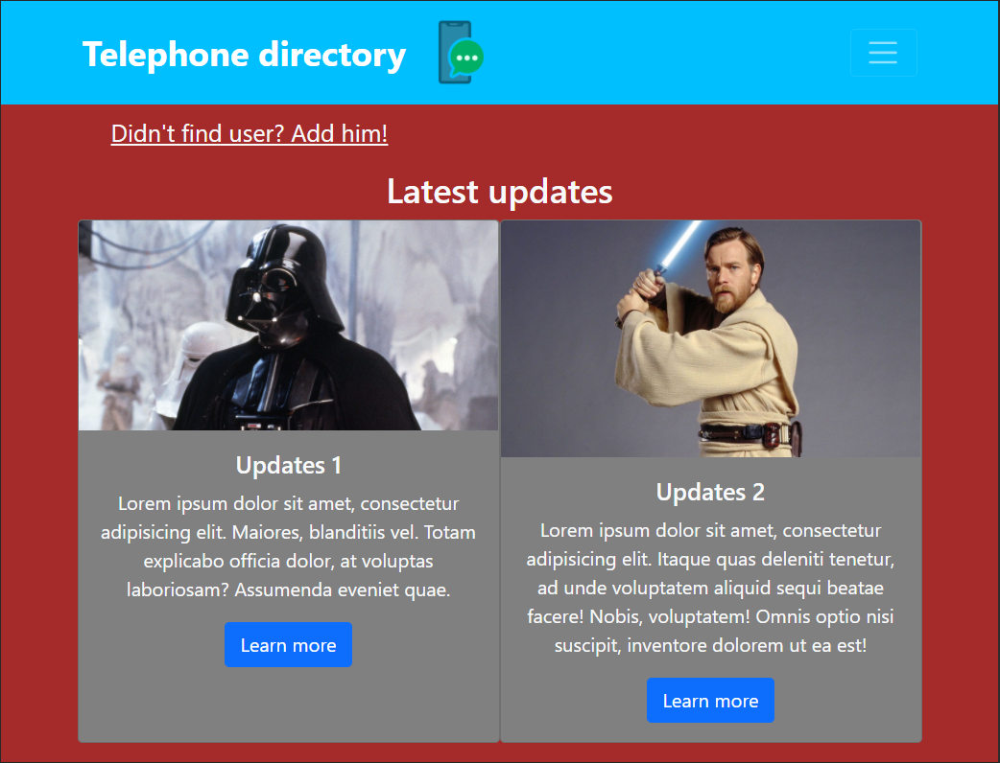 Telephone directory
Didn't find user? Add him!
Latest updates
Updates 1
Lorem ipsum dolor sit amet, consectetur
adipisicing elit. Maiores, blanditiis vel. Totam
explicabo officia dolor, at voluptas
laboriosam? Assumenda eveniet quae.
Learn more
Updates 2
Lorem ipsum dolor sit amet, consectetur
adipisicing elit. Itaque quas deleniti tenetur,
ad unde voluptatem aliquid sequi beatae
facere! Nobis, voluptatem! Omnis optio nisi
suscipit, inventore dolorem ut ea est!
Learn more